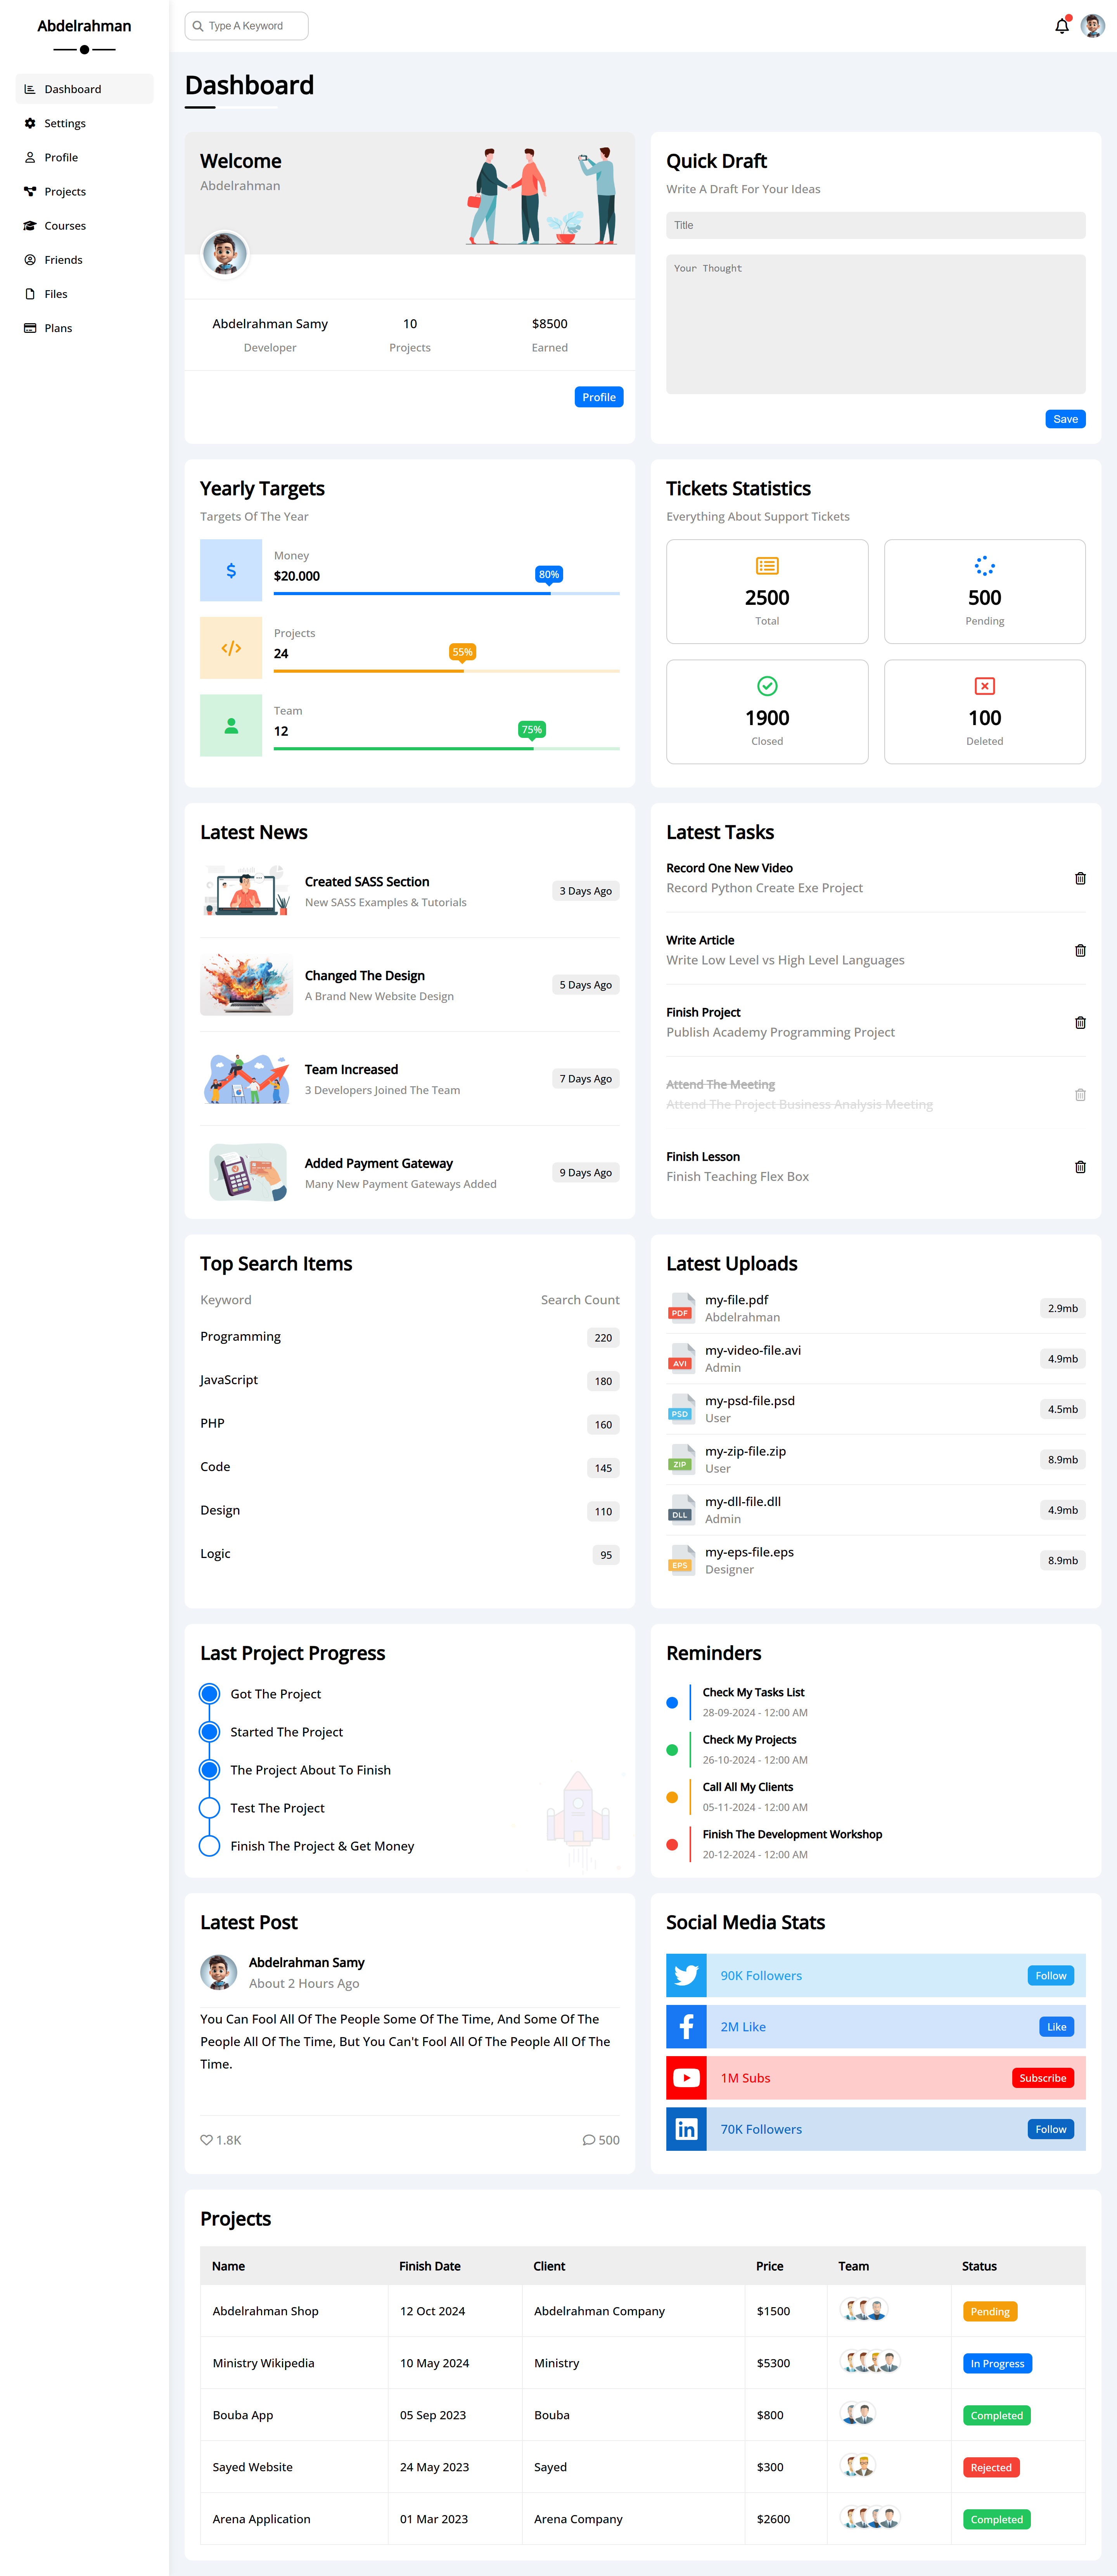 Abdelrahman
Dashboard
Settings
Profile
Projects
Courses
Friends
Files
Plans
Type A Keyword
Dashboard
Welcome
Abdelrahman
Abdelrahman Samy
Developer
10
Projects
$8500
Earned
Profile
Quick Draft
Write A Draft For Your Ideas
Title
Your Thought
Save
Yearly Targets
Targets Of The Year
Money
$20.000
80%
Projects
24
55%
Team
12
75%
Tickets Statistics
Everything About Support Tickets
2500
Total
500
Pending
1900
Closed
100
Deleted
Latest News
Created SASS Section
New SASS Examples & Tutorials
3 Days Ago
Changed The Design
A Brand New Website Design
5 Days Ago
Team Increased
3 Developers Joined The Team
7 Days Ago
Added Payment Gateway
Many New Payment Gateways Added
9 Days Ago
Latest Tasks
Record One New Video
Record Python Create Exe Project
Write Article
Write Low Level vs High Level Languages
Finish Project
Publish Academy Programming Project
Attend The Meeting
Attend The Project Business Analysis Meeting
Finish Lesson
Finish Teaching Flex Box
Top Search Items
Keyword Search Count
Programming 220
JavaScript 180
PHP 160
Code 145
Design 110
Logic 95
Latest Uploads
PDF
my-file.pdf
Abdelrahman
2.9mb
AVI
my-video-file.avi
Admin
4.9mb
PSD
my-psd-file.psd
User
4.5mb
ZIP
my-zip-file.zip
User
8.9mb
DLL
my-dll-file.dll
Admin
4.9mb
EPS
my-eps-file.eps
Designer
8.9mb
Last Project Progress
Got The Project
Started The Project
The Project About To Finish
Test The Project
Finish The Project & Get Money
Reminders
Check My Tasks List
28-09-2024 - 12:00 AM
Check My Projects
26-10-2024 - 12:00 AM
Call All My Clients
05-11-2024 - 12:00 AM
Finish The Development Workshop
20-12-2024 - 12:00 AM
Latest Post
Abdelrahman Samy
About 2 Hours Ago
You Can Fool All Of The People Some Of The Time, And Some Of The
People All Of The Time, But You Can't Fool All Of The People All Of The
Time.
1.8K
500
Social Media Stats
90K Followers Follow
2M Like Like
1M Subs Subscribe
70K Followers Follow
Projects
Name Finish Date Client Price Team Status
Abdelrahman Shop 12 Oct 2024 Abdelrahman Company $1500 Pending
Ministry Wikipedia 10 May 2024 Ministry $5300 In Progress
Bouba App 05 Sep 2023 Bouba $800 Completed
Sayed Website 24 May 2023 Sayed $300 Rejected
Arena Application 01 Mar 2023 Arena Company $2600 Completed